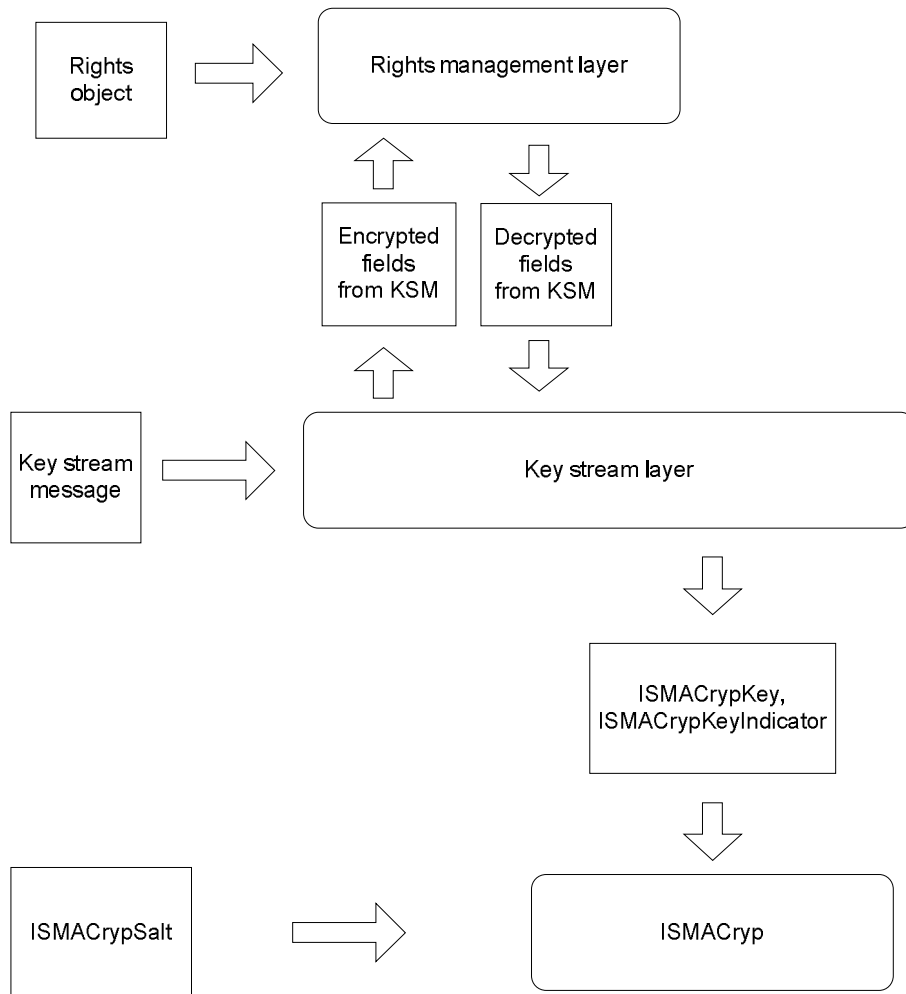 Rights
object
Rights management layer
Encrypted
fields
from KSM
Decrypted
fields
from KSM
Key stream
message
Key stream layer
ISMACrypKey,
ISMACrypKeyIndicator
ISMACrypSalt
ISMACryp